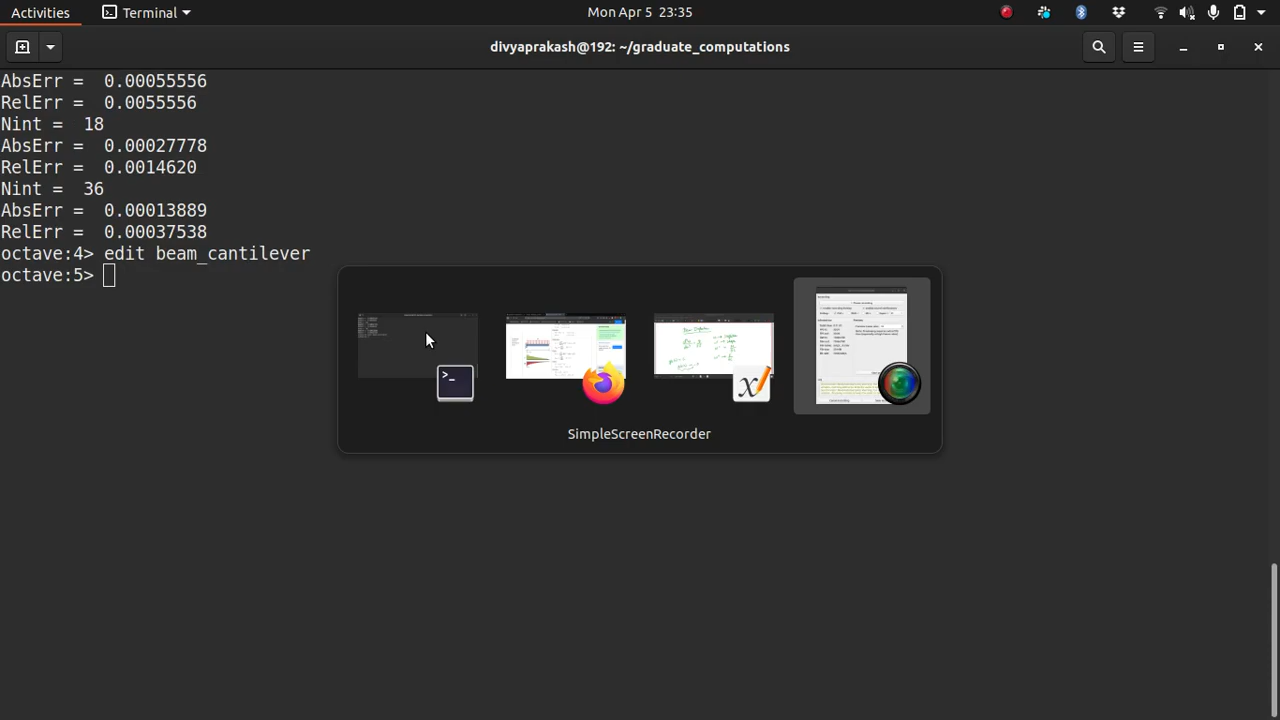 Activities
Terminal
Mon Apr 5 23:35
divyaprakash@192: ~/graduate_computations
AbsErr =  0.00055556
RelErr =  0.0055556
Nint =  18
AbsErr =  0.00027778
RelErr =  0.0014620
Nint =  36
AbsErr =  0.00013889
RelErr =  0.00037538
octave:4> edit beam_cantilever
octave:5>
SimpleScreenRecorder